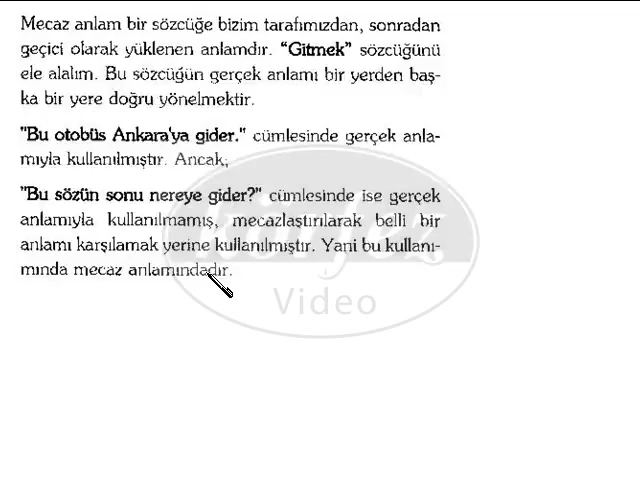 Mecaz anlam bir sözcüğe bizim tarafımızdan, sonradan
geçici olarak yüklenen anlamdır. “Gitmek” sözcüğünü
ele alalım. Bu sözcüğün gerçek anlamı bir yerden baş-
ka bir yere doğru yönelmektir.
"Bu otobüs Ankara'ya gider." cümlesinde gerçek anla-
mıyla kullanılmıştır. Ancak;
"Bu sözün sonu nereye gider?" cümlesinde ise gerçek
anlamıyla kullanılmamış, mecazlaştırılarak belli bir
anlamı karşılamak yerine kullanılmıştır. Yani bu kullanı-
mında mecaz anlamındadır.
körfez
Video